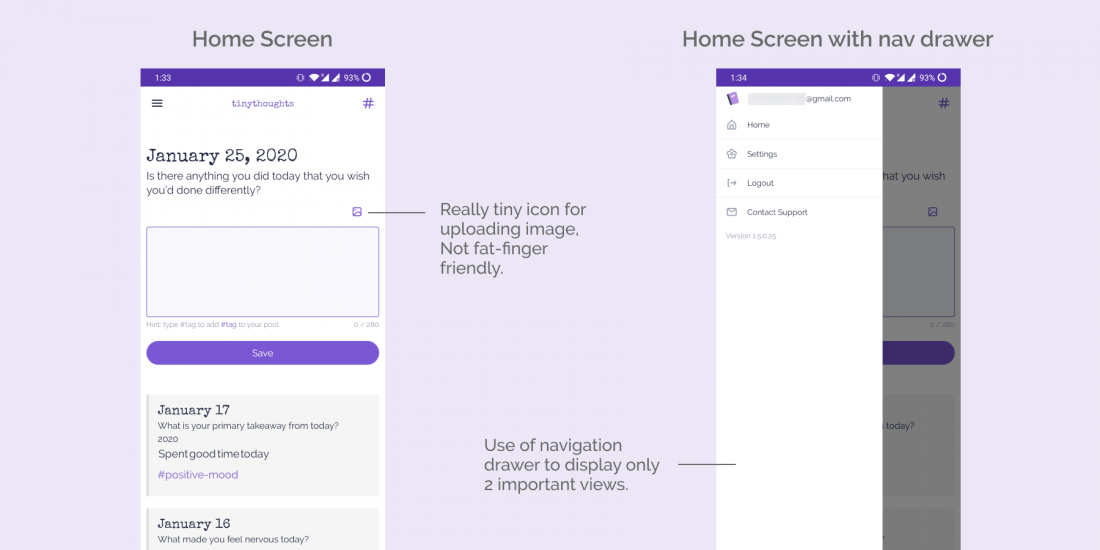 Home Screen
1:33
93%
tinythoughts
#
January 25, 2020
Is there anything you did today that you wish
you'd done differently?
Hint: type #tag to add #tag to your post.
0 / 280
Save
January 17
What is your primary takeaway from today?
2020
Spent good time today
#positive-mood
January 16
What made you feel nervous today?
Really tiny icon for
uploading image,
Not fat-finger
friendly.
Home Screen with nav drawer
1:34
93%
@gmail.com
#
Home
Settings
Logout
Contact Support
Version 1.5.0.25
hat you wish
0 / 280
today?
Use of navigation
drawer to display only
2 important views.